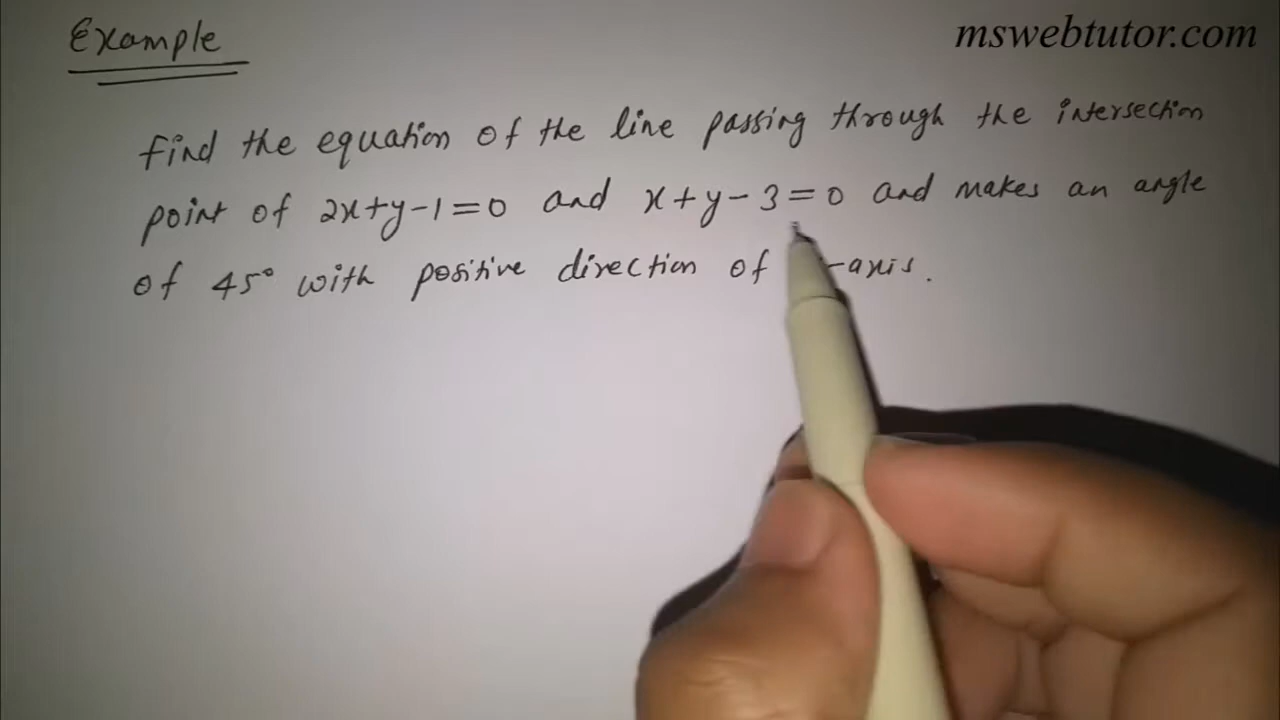 Example
mswebtutor.com
Find the equation of the line passing through the intersection
point of 2x+y-1=0 and x+y-3=0 and makes an angle
of 45° with positive direction of -axis.